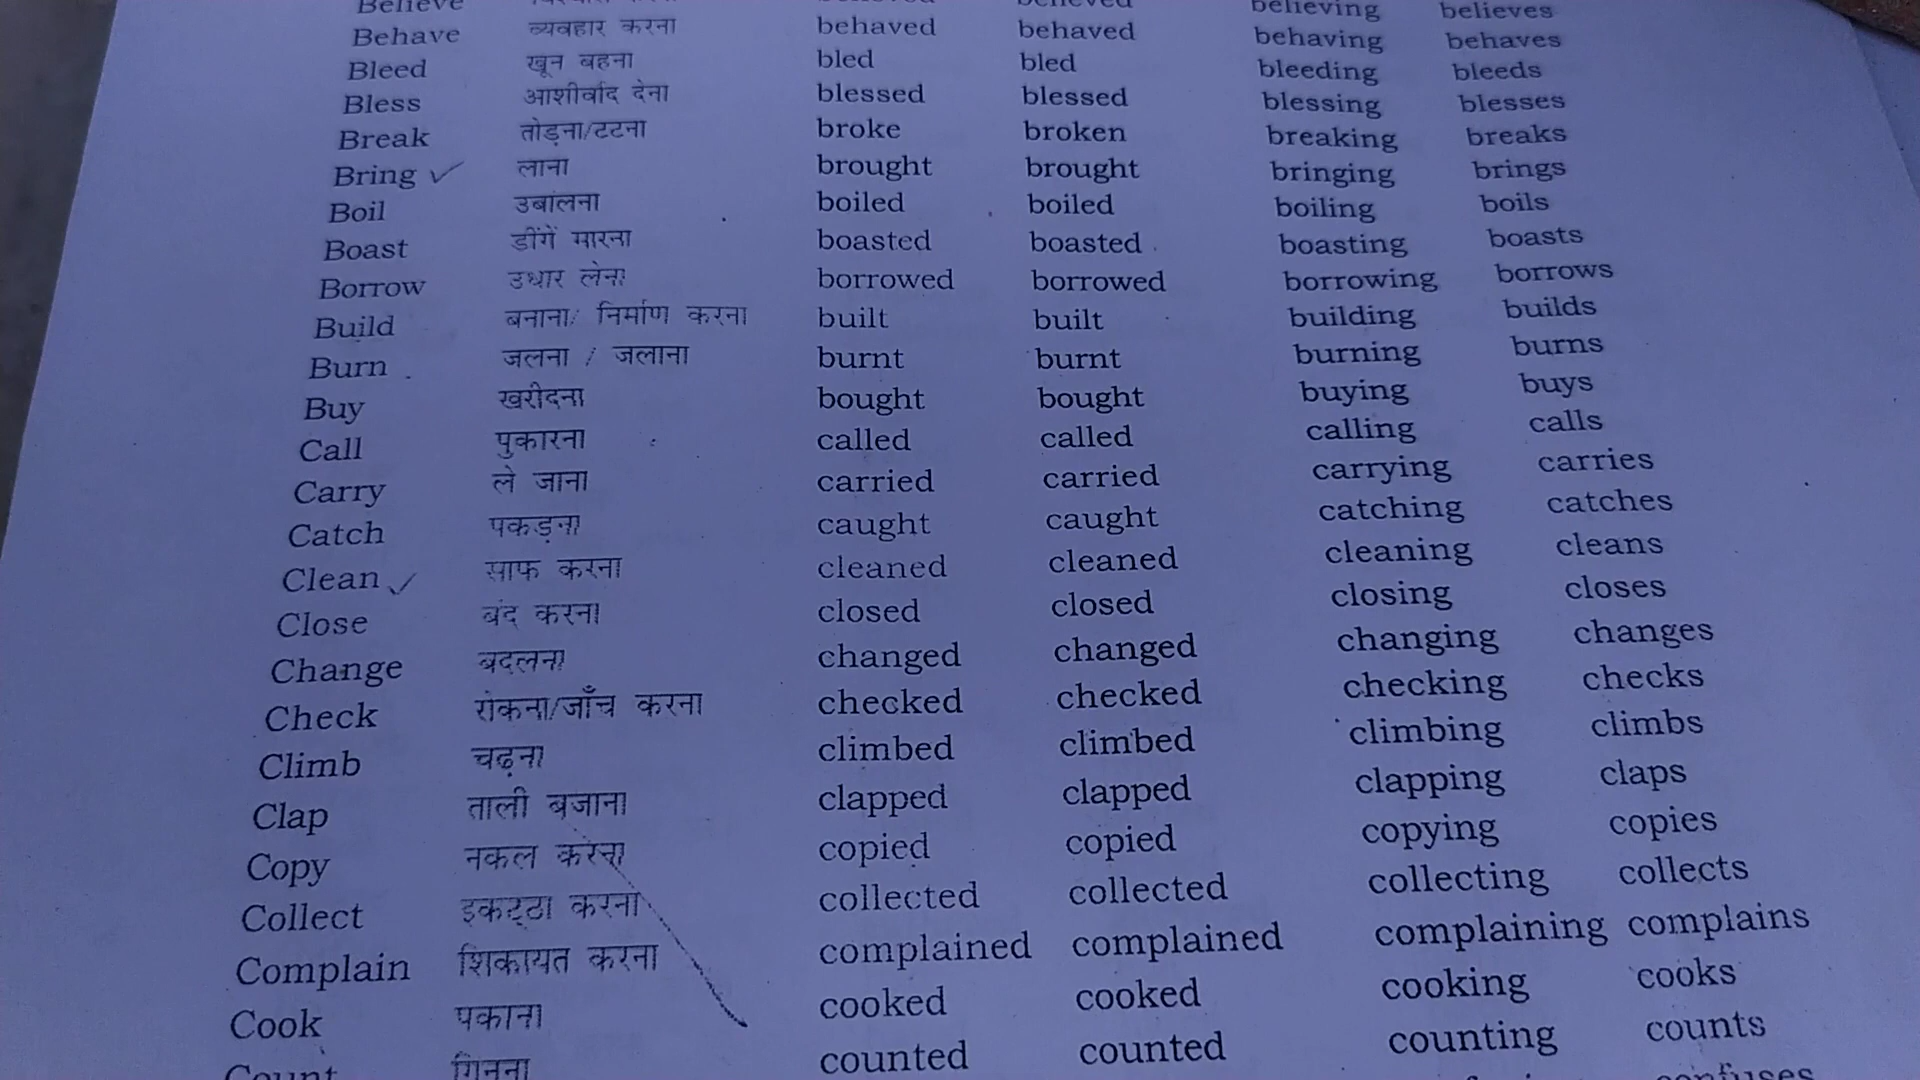 Believe believing believes
Behave व्यवहार करना behaved behaved behaving behaves
Bleed खून बहना bled bled bleeding bleeds
Bless आशीर्वाद देना blessed blessed blessing blesses
Break तोड़ना/टटना broke broken breaking breaks
Bring लाना brought brought bringing brings
Boil उबालना boiled boiled boiling boils
Boast डींगें मारना boasted boasted boasting boasts
Borrow उधार लेना borrowed borrowed borrowing borrows
Build बनाना/ निर्माण करना built built building builds
Burn जलना / जलाना burnt burnt burning burns
Buy खरीदना bought bought buying buys
Call पुकारना called called calling calls
Carry ले जाना carried carried carrying carries
Catch पकड़ना caught caught catching catches
Clean साफ करना cleaned cleaned cleaning cleans
Close बंद करना closed closed closing closes
Change बदलना changed changed changing changes
Check रोकना/जाँच करना checked checked checking checks
Climb चढ़ना climbed climbed climbing climbs
Clap ताली बजाना clapped clapped clapping claps
Copy नकल करना copied copied copying copies
Collect इकट्ठा करना collected collected collecting collects
Complain शिकायत करना complained complained complaining complains
Cook पकाना cooked cooked cooking cooks
Count गिनना counted counted counting counts
confuses